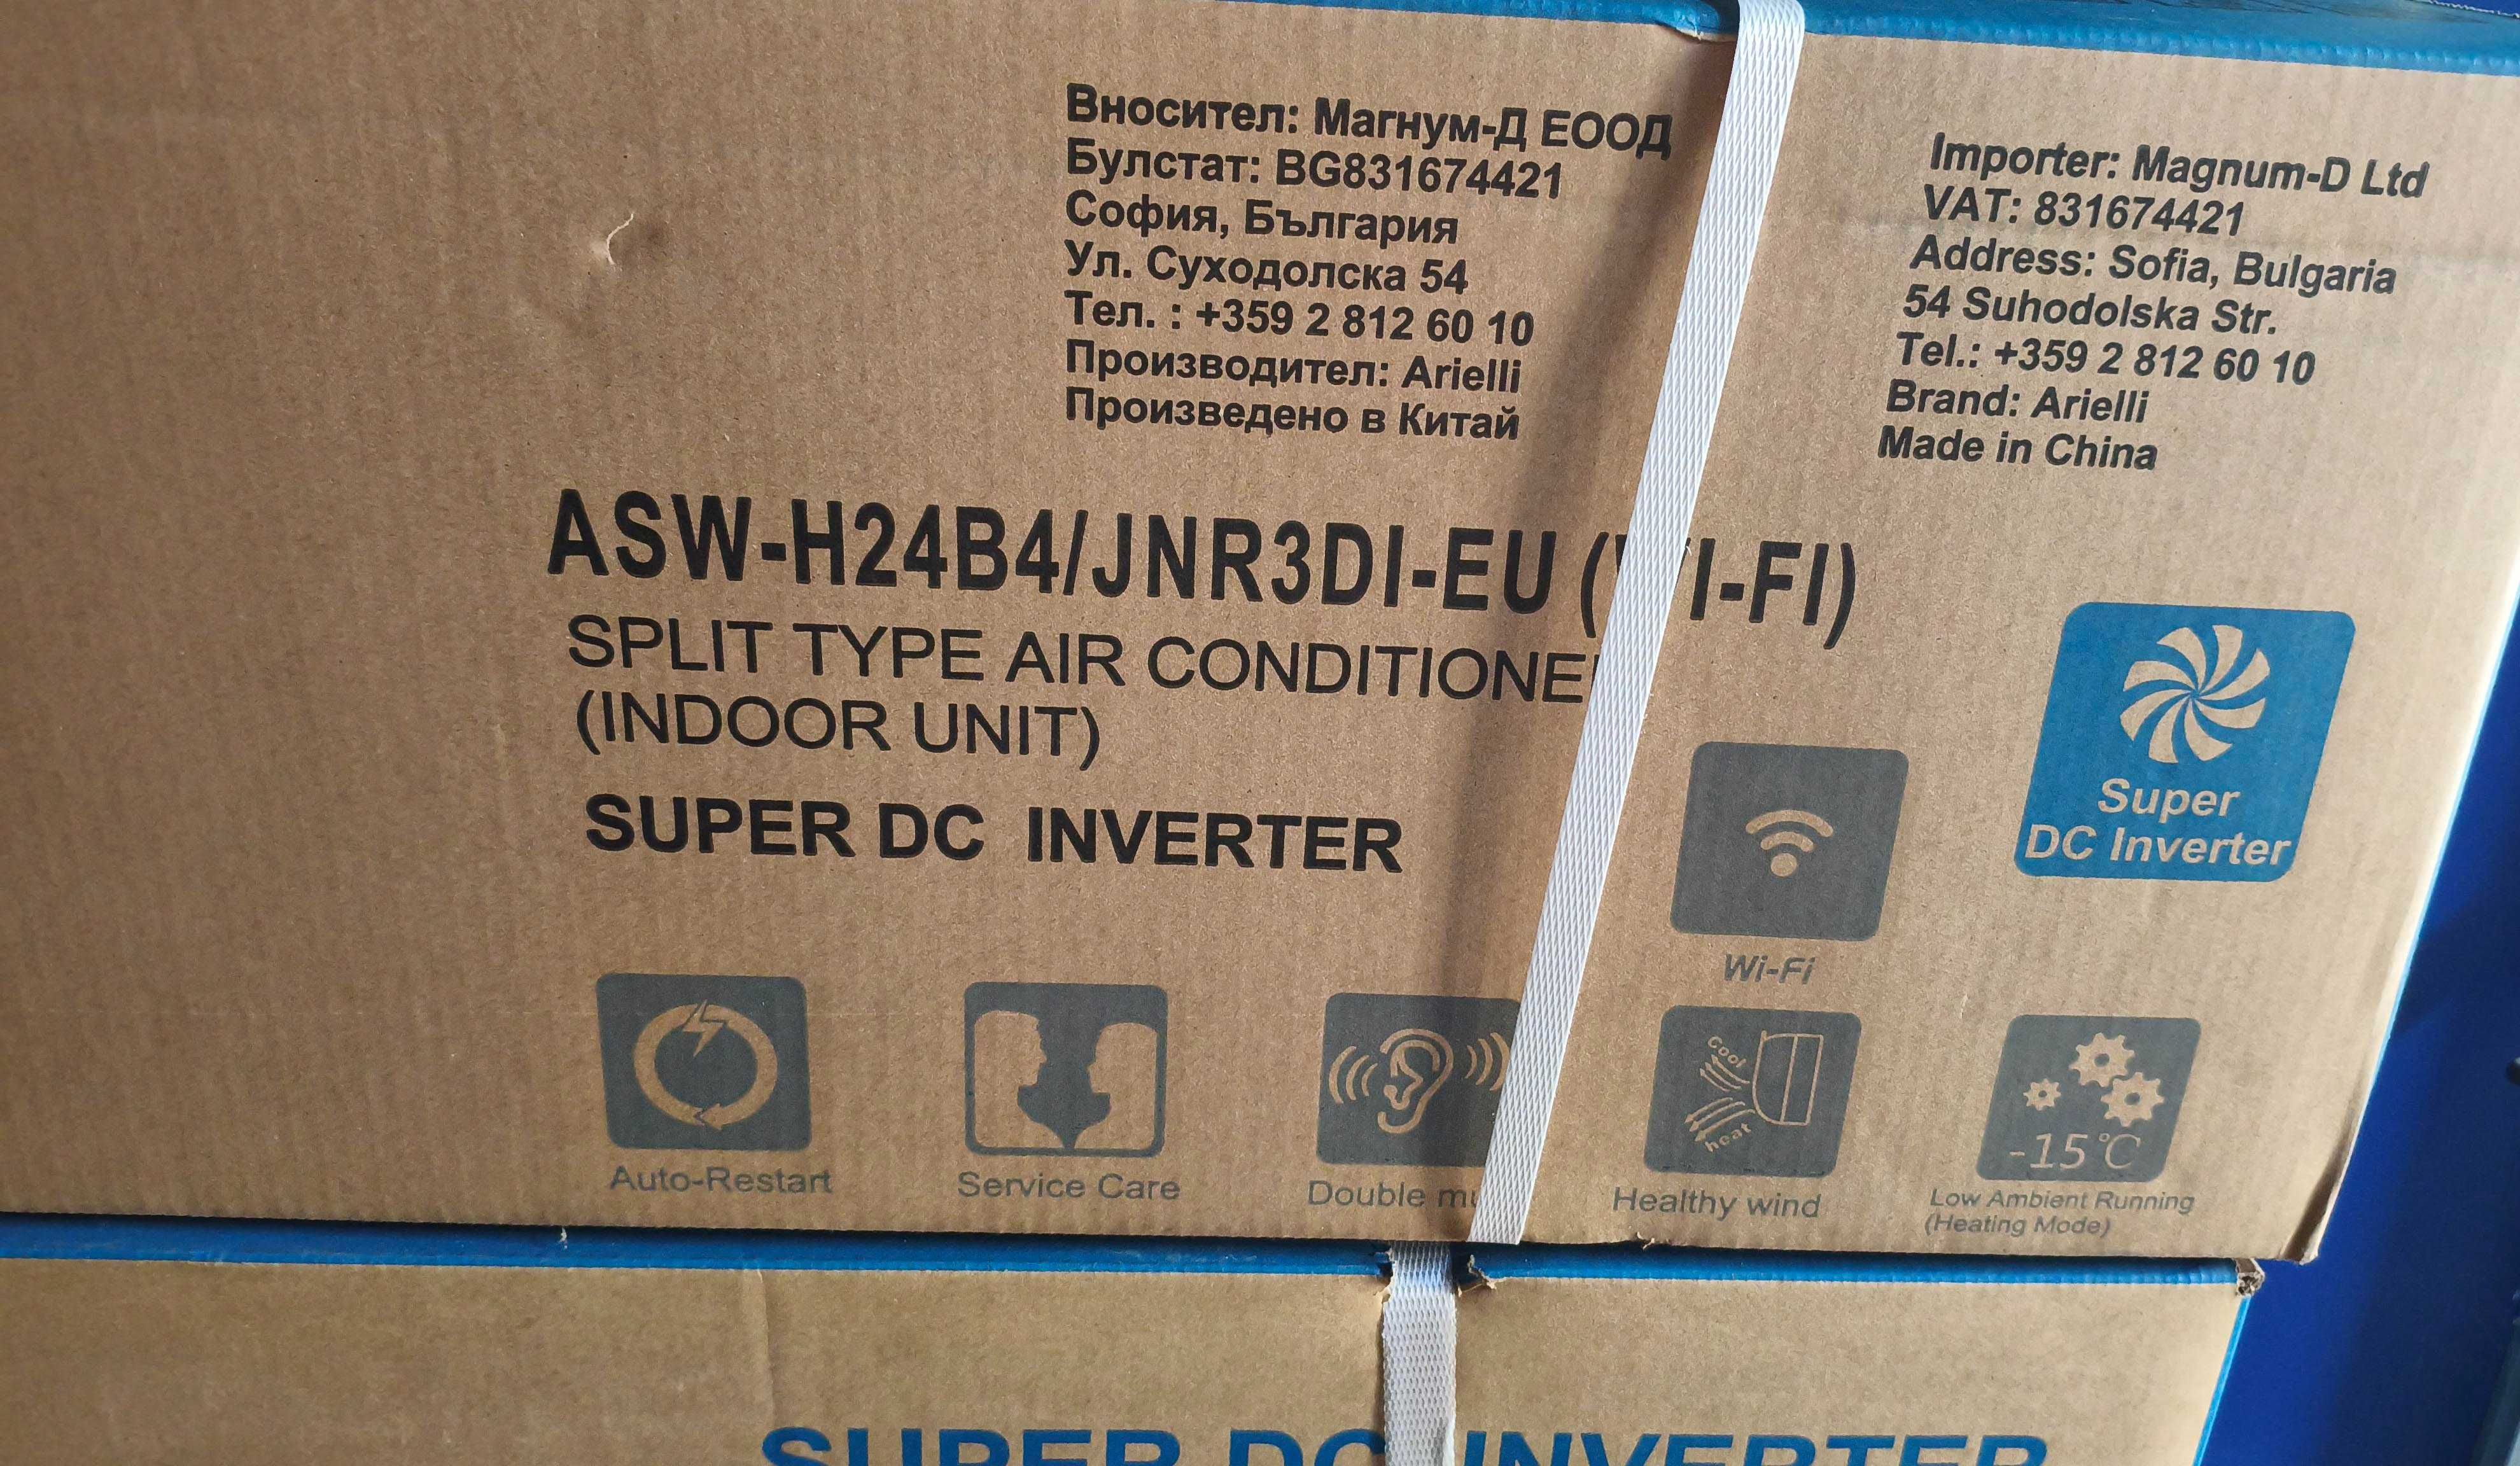 Вносител: Магнум-Д ЕООД
Булстат: BG831674421
София, България
Ул. Суходолска 54
Тел. : +359 2 812 60 10
Производител: Arielli
Произведено в Китай
Importer: Magnum-D Ltd
VAT: 831674421
Address: Sofia, Bulgaria
54 Suhodolska Str.
Tel.: +359 2 812 60 10
Brand: Arielli
Made in China
ASW-H24B4/JNR3DI-EU (WI-FI)
SPLIT TYPE AIR CONDITIONER
(INDOOR UNIT)
SUPER DC INVERTER
Super
DC Inverter
Wi-Fi
Auto-Restart
Service Care
Double
cool
heat
Healthy wind
-15℃
Low Ambient Running
(Heating Mode)
SUPER DC INVERTER